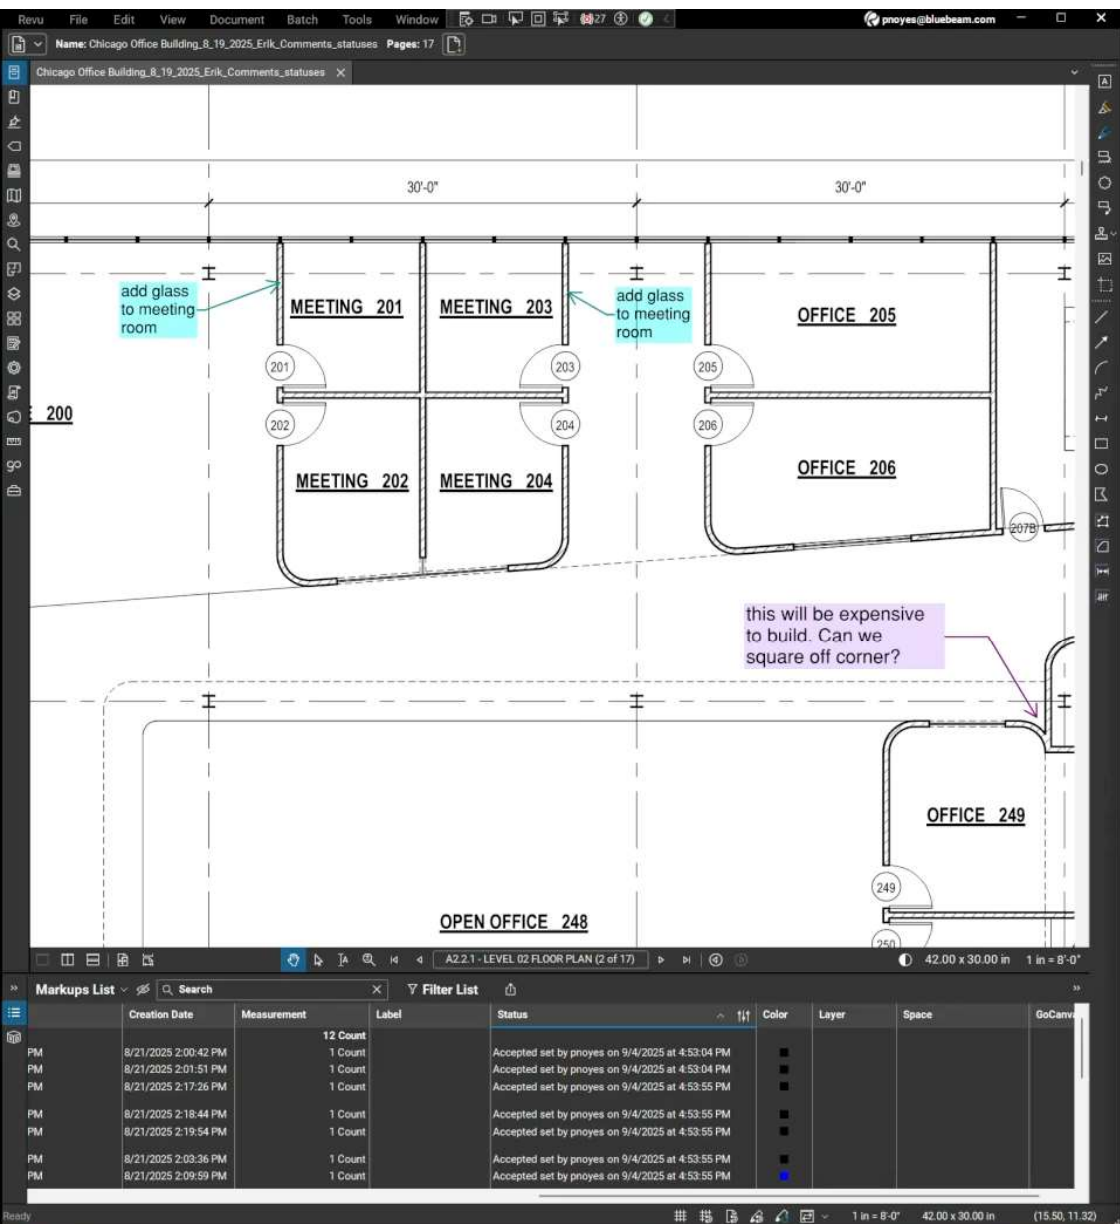 Revu File Edit View Document Batch Tools Window 27 pnoyes@bluebeam.com
Name: Chicago Office Building_8_19_2025_Erik_Comments_statuses Pages: 17
Chicago Office Building_8_19_2025_Erik_Comments_statuses
30'-0" 30'-0"
add glass
to meeting
room
MEETING 201
MEETING 203
add glass
to meeting
room
OFFICE 205
201 203 205
200
202 204 206
MEETING 202
MEETING 204
OFFICE 206
207B
this will be expensive
to build. Can we
square off corner?
OFFICE 249
249
OPEN OFFICE 248
250
A2.2.1 - LEVEL 02 FLOOR PLAN (2 of 17) 42.00 x 30.00 in 1 in = 8'-0"
Markups List Search Filter List
Creation Date Measurement Label Status Color Layer Space GoCanva
12 Count
PM 8/21/2025 2:00:42 PM 1 Count Accepted set by pnoyes on 9/4/2025 at 4:53:04 PM
PM 8/21/2025 2:01:51 PM 1 Count Accepted set by pnoyes on 9/4/2025 at 4:53:04 PM
PM 8/21/2025 2:17:26 PM 1 Count Accepted set by pnoyes on 9/4/2025 at 4:53:55 PM
PM 8/21/2025 2:18:44 PM 1 Count Accepted set by pnoyes on 9/4/2025 at 4:53:55 PM
PM 8/21/2025 2:19:54 PM 1 Count Accepted set by pnoyes on 9/4/2025 at 4:53:55 PM
PM 8/21/2025 2:03:36 PM 1 Count Accepted set by pnoyes on 9/4/2025 at 4:53:55 PM
PM 8/21/2025 2:09:59 PM 1 Count Accepted set by pnoyes on 9/4/2025 at 4:53:55 PM
Ready 1 in = 8'-0" 42.00 x 30.00 in (15.50, 11.32)